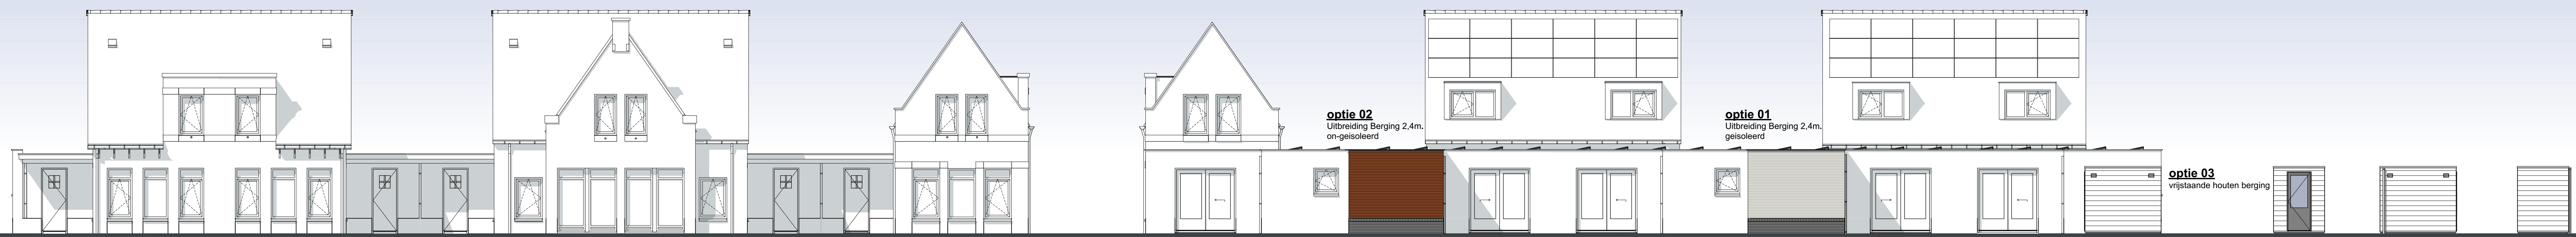 optie 02
Uitbreiding Berging 2,4m.
on-geisoleerd
optie 01
Uitbreiding Berging 2,4m.
geisoleerd
optie 03
vrijstaande houten berging